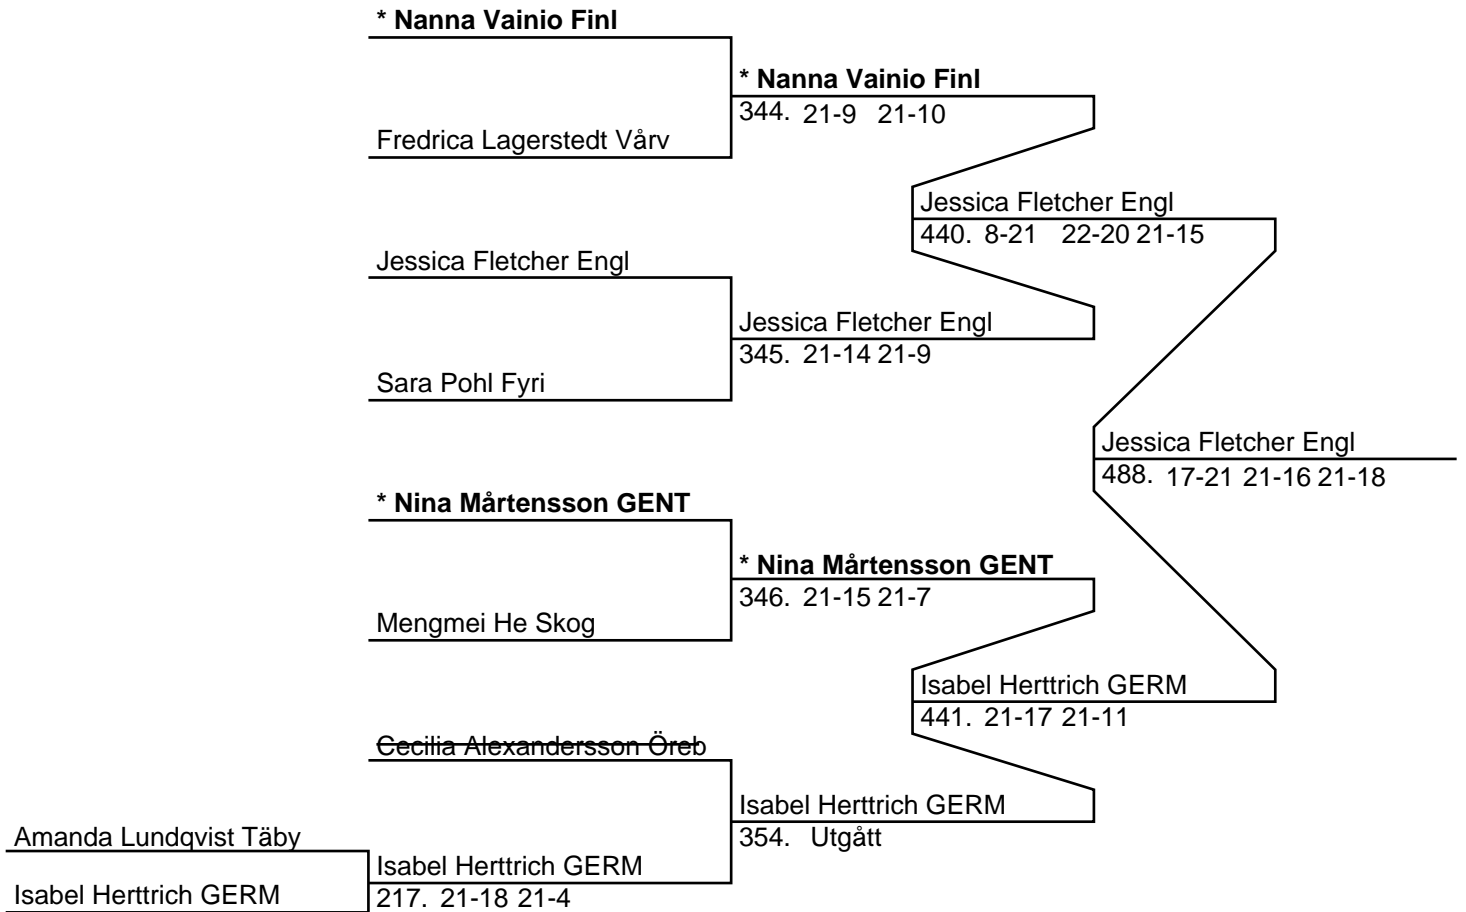 * Nanna Vainio Finl
* Nanna Vainio Finl
344. 21-9 21-10
Fredrica Lagerstedt Vårv
Jessica Fletcher Engl
440. 8-21 22-20 21-15
Jessica Fletcher Engl
Jessica Fletcher Engl
345. 21-14 21-9
Sara Pohl Fyri
Jessica Fletcher Engl
488. 17-21 21-16 21-18
* Nina Mårtensson GENT
* Nina Mårtensson GENT
346. 21-15 21-7
Mengmei He Skog
Isabel Herttrich GERM
441. 21-17 21-11
Cecilia Alexandersson Öreb
Isabel Herttrich GERM
354. Utgått
Amanda Lundqvist Täby
Isabel Herttrich GERM
217. 21-18 21-4
Isabel Herttrich GERM